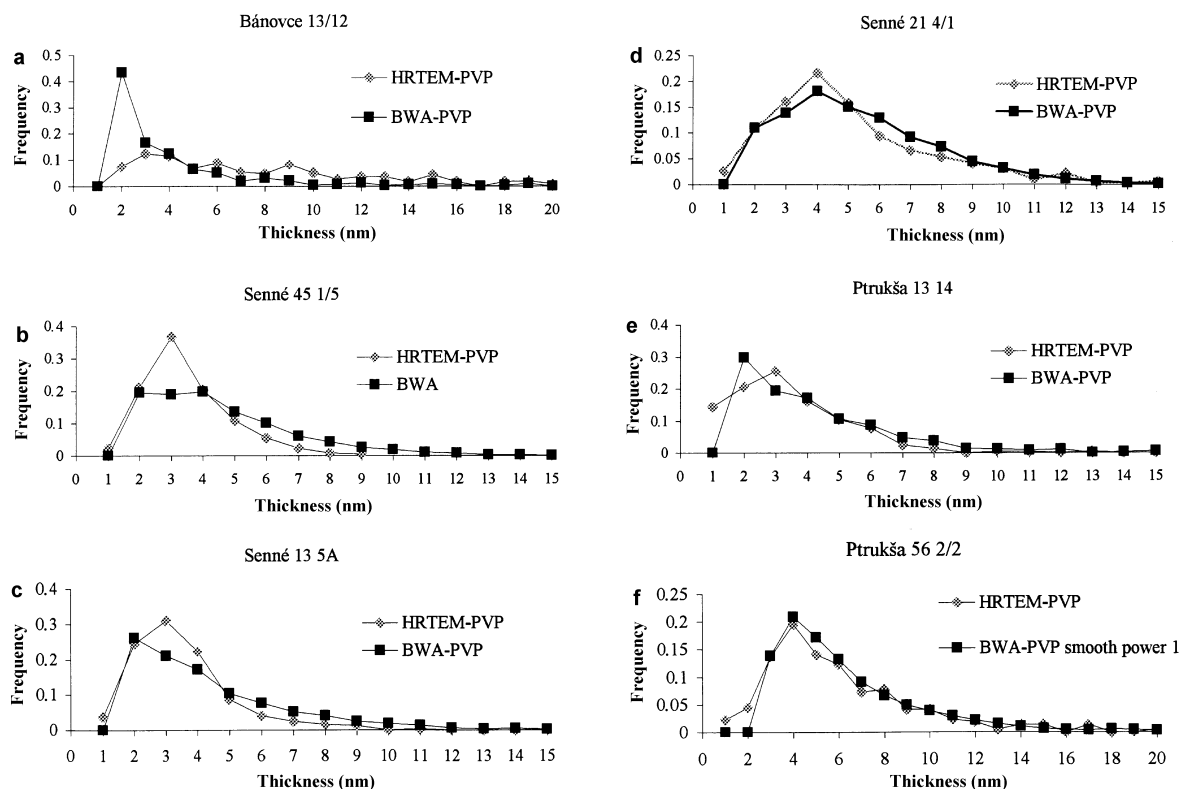 Bánovce 13/12
a
Frequency
0.5
0.4
0.3
0.2
0.1
0
HRTEM-PVP
BWA-PVP
0 2 4 6 8 10 12 14 16 18 20
Thickness (nm)
Senné 45 1/5
b
Frequency
0.4
0.3
0.2
0.1
0
HRTEM-PVP
BWA
0 1 2 3 4 5 6 7 8 9 10 11 12 13 14 15
Thickness (nm)
Senné 13 5A
c
Frequency
0.4
0.3
0.2
0.1
0
HRTEM-PVP
BWA-PVP
0 1 2 3 4 5 6 7 8 9 10 11 12 13 14 15
Thickness (nm)
Senné 21 4/1
d
Frequency
0.25
0.2
0.15
0.1
0.05
0
HRTEM-PVP
BWA-PVP
0 1 2 3 4 5 6 7 8 9 10 11 12 13 14 15
Thickness (nm)
Ptrukša 13 14
e
Frequency
0.4
0.3
0.2
0.1
0
HRTEM-PVP
BWA-PVP
0 1 2 3 4 5 6 7 8 9 10 11 12 13 14 15
Thickness (nm)
Ptrukša 56 2/2
f
Frequency
0.25
0.2
0.15
0.1
0.05
0
HRTEM-PVP
BWA-PVP smooth power 1
0 2 4 6 8 10 12 14 16 18 20
Thickness (nm)